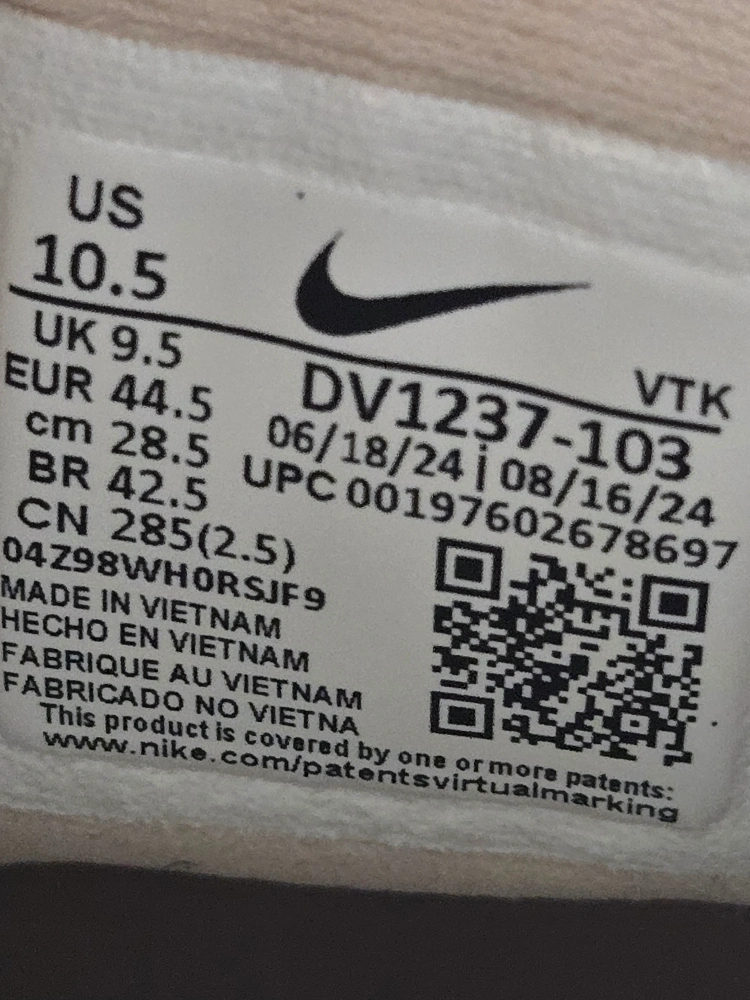 US
10.5
VTK
UK 9.5
EUR 44.5
cm 28.5
BR 42.5
CN 285(2.5)
DV1237-103
06/18/24 | 08/16/24
UPC 00197602678697
04Z98WH0RSJF9
MADE IN VIETNAM
HECHO EN VIETNAM
FABRIQUE AU VIETNAM
FABRICADO NO VIETNA
This product is covered by one or more patents:
www.nike.com/patentsvirtualmarking